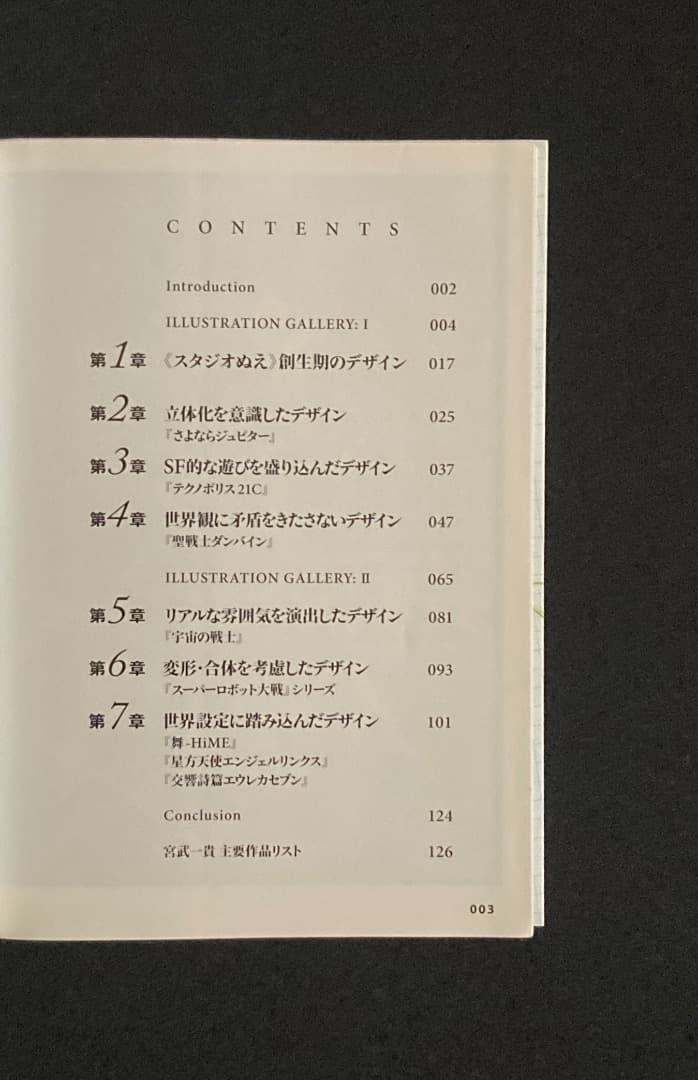 CONTENTS
Introduction 002
ILLUSTRATION GALLERY: I 004
第1章 《スタジオぬえ》創生期のデザイン 017
第2章 立体化を意識したデザイン 025
『さよならジュピター』
第3章 SF的な遊びを盛り込んだデザイン 037
『テクノポリス21C』
第4章 世界観に矛盾をきたさないデザイン 047
『聖戦士ダンバイン』
ILLUSTRATION GALLERY: II 065
第5章 リアルな雰囲気を演出したデザイン 081
『宇宙の戦士』
第6章 変形・合体を考慮したデザイン 093
『スーパーロボット大戦』シリーズ
第7章 世界設定に踏み込んだデザイン 101
『舞-HiME』
『星方天使エンジェルリンクス』
『交響詩篇エウレカセブン』
Conclusion 124
宮武一貴 主要作品リスト 126
003